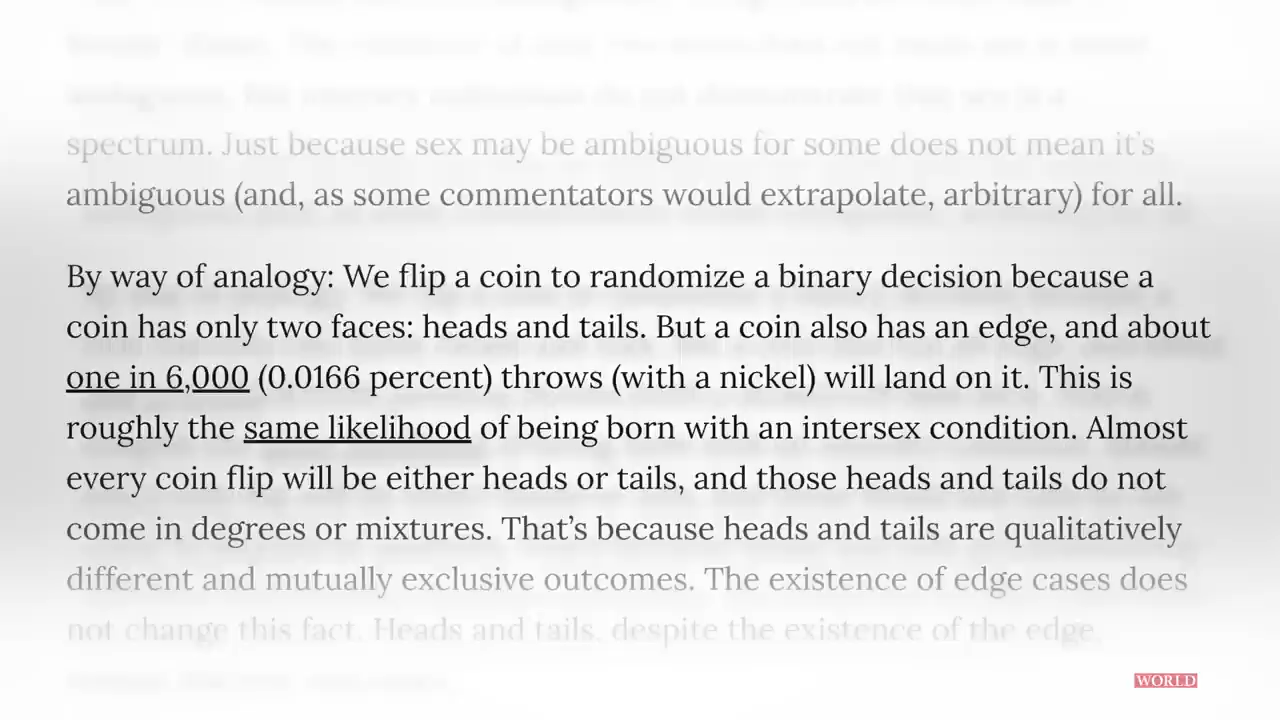 spectrum. Just because sex may be ambiguous for some does not mean it's
ambiguous (and, as some commentators would extrapolate, arbitrary) for all.
By way of analogy: We flip a coin to randomize a binary decision because a
coin has only two faces: heads and tails. But a coin also has an edge, and about
one in 6,000 (0.0166 percent) throws (with a nickel) will land on it. This is
roughly the same likelihood of being born with an intersex condition. Almost
every coin flip will be either heads or tails, and those heads and tails do not
come in degrees or mixtures. That's because heads and tails are qualitatively
different and mutually exclusive outcomes. The existence of edge cases does
not change this fact. Heads and tails, despite the existence of the edge,
WORLD